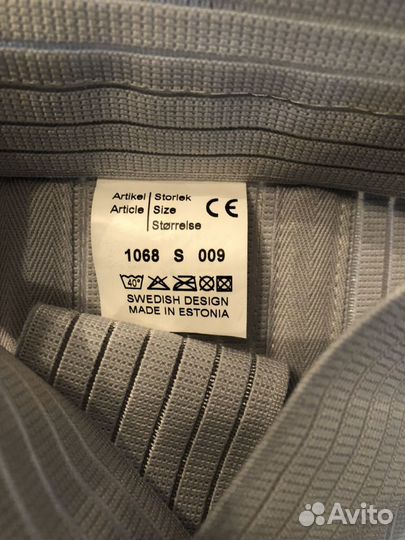 Artikel Storlek
Article Size CE
Størrelse
1068 S 009
40°
SWEDISH DESIGN
MADE IN ESTONIA
Avito